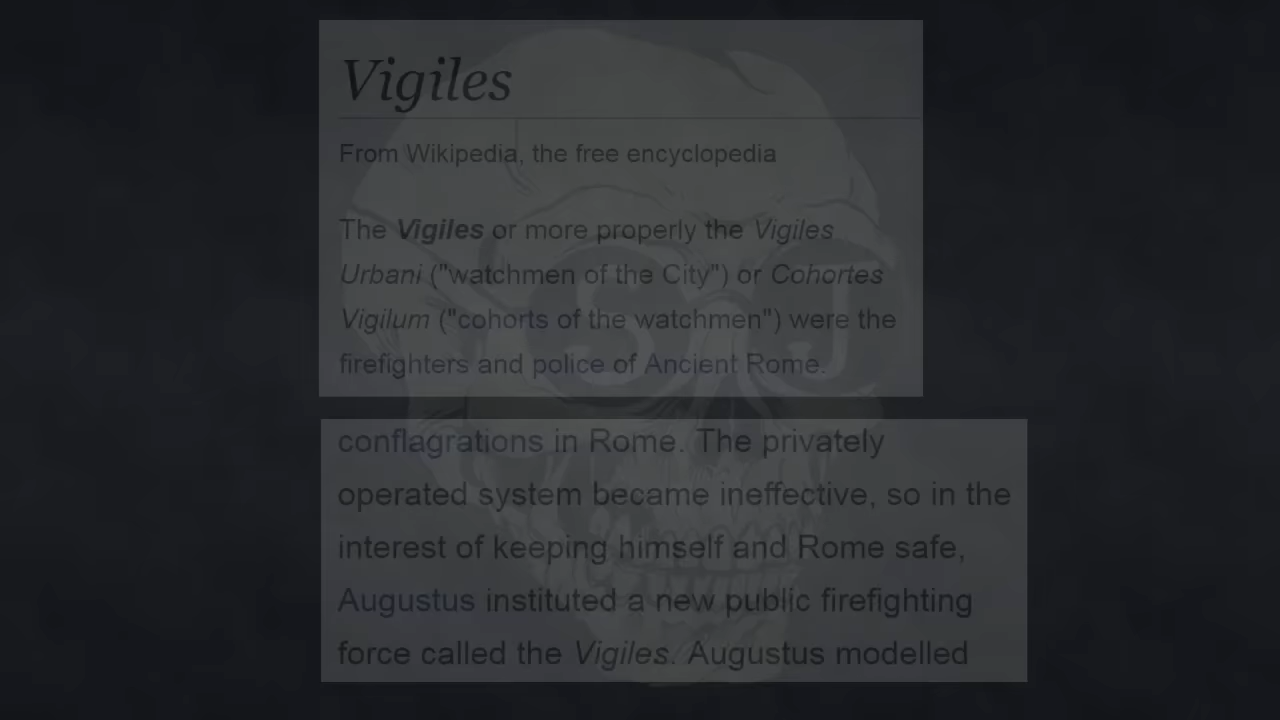 Vigiles
From Wikipedia, the free encyclopedia
The Vigiles or more properly the Vigiles
Urbani ("watchmen of the City") or Cohortes
Vigilum ("cohorts of the watchmen") were the
firefighters and police of Ancient Rome.
S J
conflagrations in Rome. The privately
operated system became ineffective, so in the
interest of keeping himself and Rome safe,
Augustus instituted a new public firefighting
force called the Vigiles. Augustus modelled